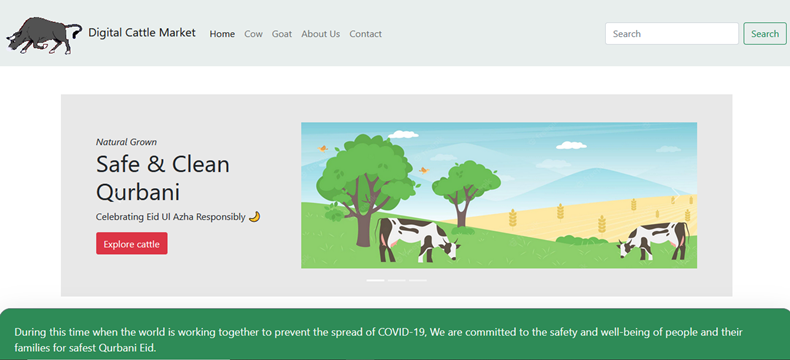 Digital Cattle Market Home Cow Goat About Us Contact Search Search
Natural Grown
Safe & Clean
Qurbani
Celebrating Eid Ul Azha Responsibly 🌙
Explore cattle
During this time when the world is working together to prevent the spread of COVID-19, We are committed to the safety and well-being of people and their
families for safest Qurbani Eid.